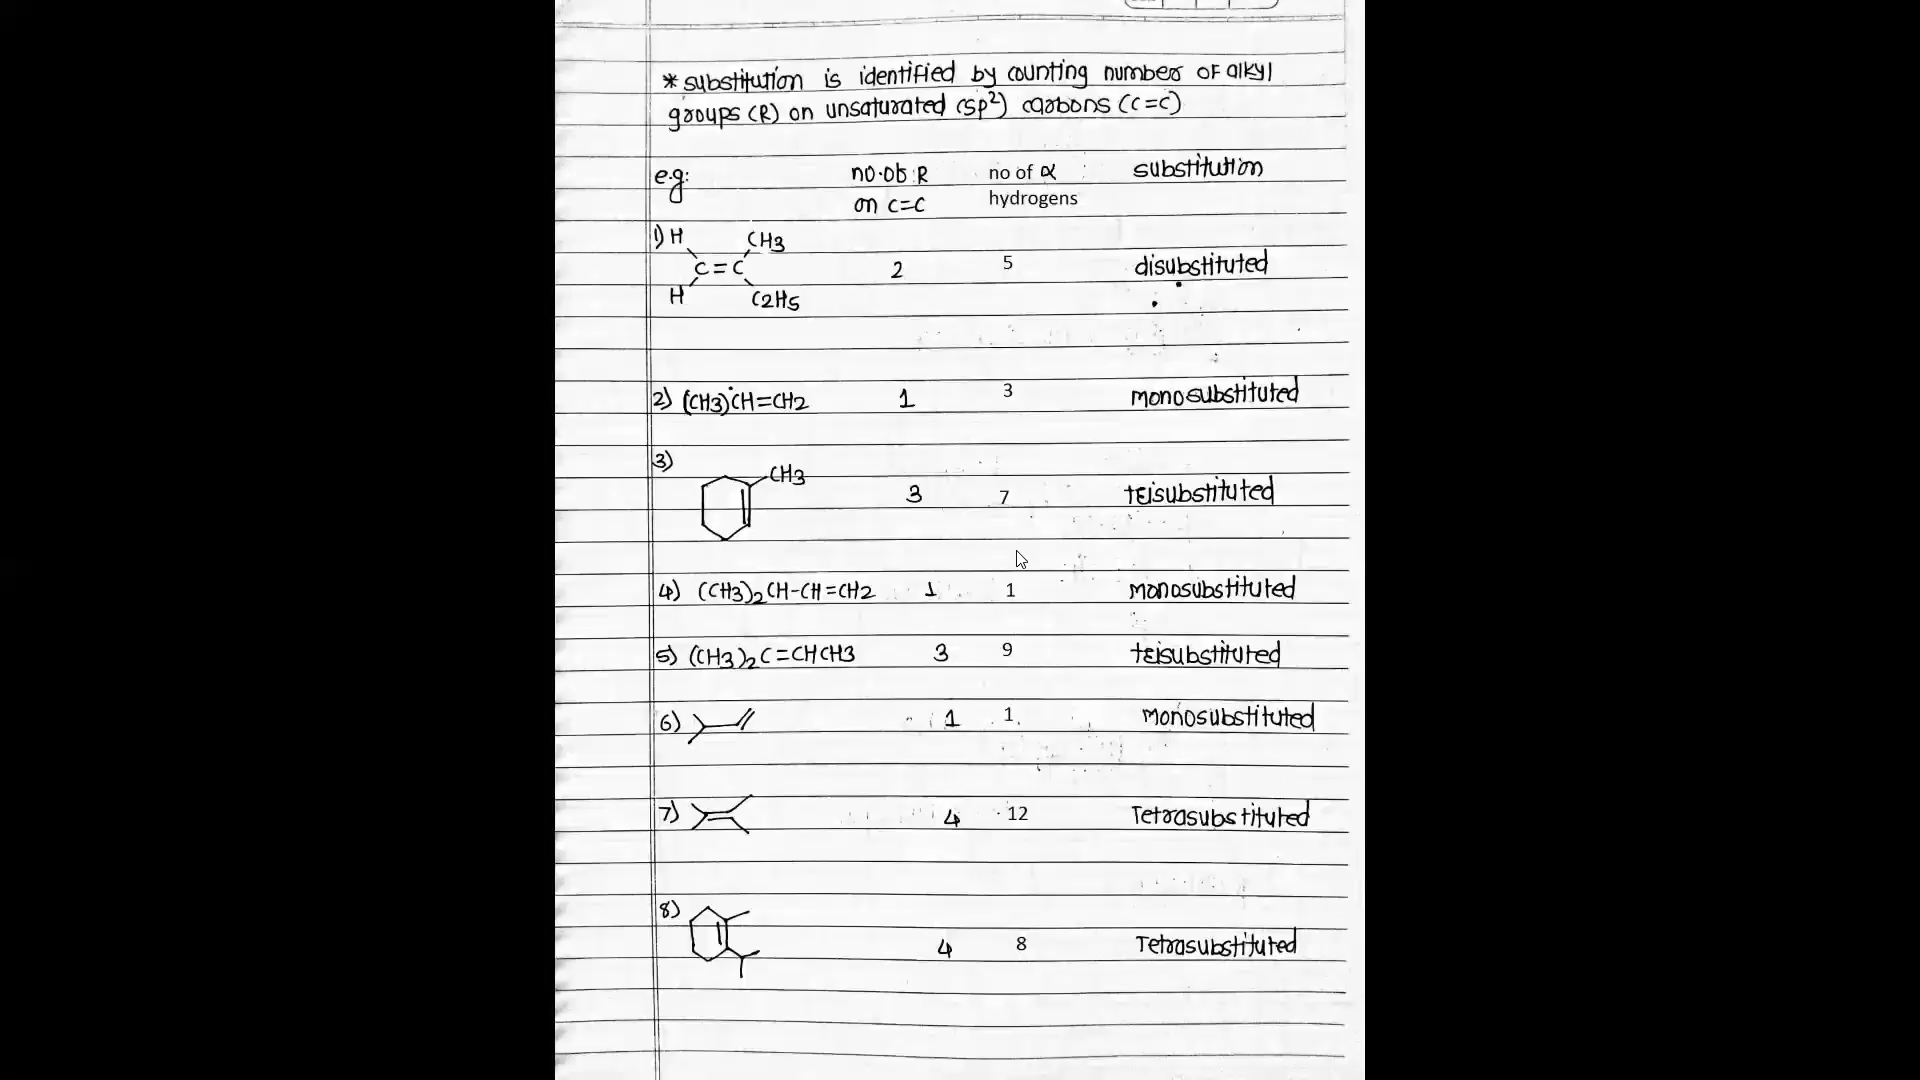 * substitution is identified by counting number of alkyl
groups (R) on unsaturated (sp²) carbons (C=C)
e.g: no.ob R no of α substitution
on C=C hydrogens
1) H CH3
C=C 2 5 disubstituted
H C2H5
2) (CH3)CH=CH2 1 3 monosubstituted
3) CH3
3 7 trisubstituted
4) (CH3)2CH-CH=CH2 1 1 monosubstituted
5) (CH3)2C=CHCH3 3 9 trisubstituted
6) 1 1 monosubstituted
7) 4 12 Tetrasubstituted
8)
4 8 Tetrasubstituted